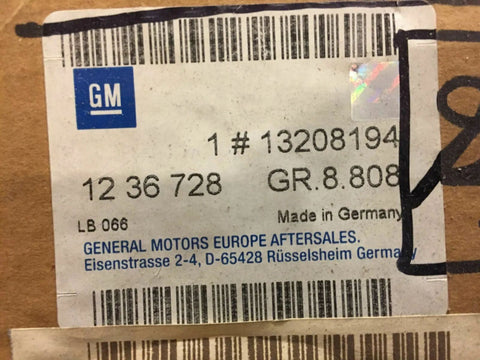 GM
1 # 13208194
12 36 728 GR.8.808
LB 066 Made in Germany
GENERAL MOTORS EUROPE AFTERSALES.
Eisenstrasse 2-4, D-65428 Rüsselsheim Germany